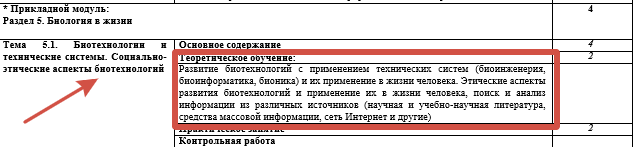 * Прикладной модуль:
Раздел 5. Биология в жизни
4
Тема 5.1. Биотехнологии и
технические системы. Социально-
этические аспекты биотехнологий
Основное содержание
4
Теоретическое обучение:
2
Развитие биотехнологий с применением технических систем (биоинженерия,
биоинформатика, бионика) и их применение в жизни человека. Этические аспекты
развития биотехнологий и применение их в жизни человека, поиск и анализ
информации из различных источников (научная и учебно-научная литература,
средства массовой информации, сеть Интернет и другие)
Практическое занятие
2
Контрольная работа